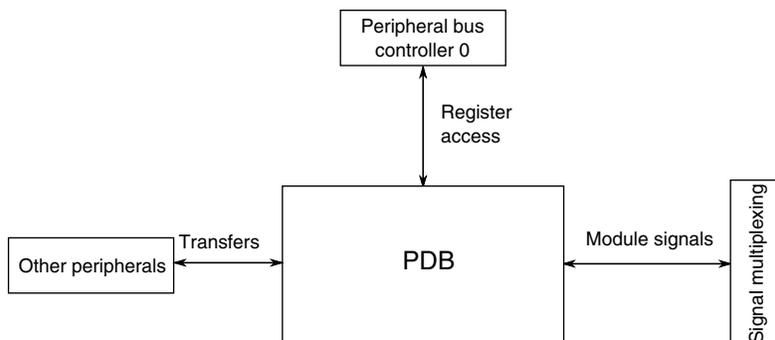 Peripheral bus
controller 0
Register
access
Transfers
Other peripherals
PDB
Module signals
Signal multiplexing